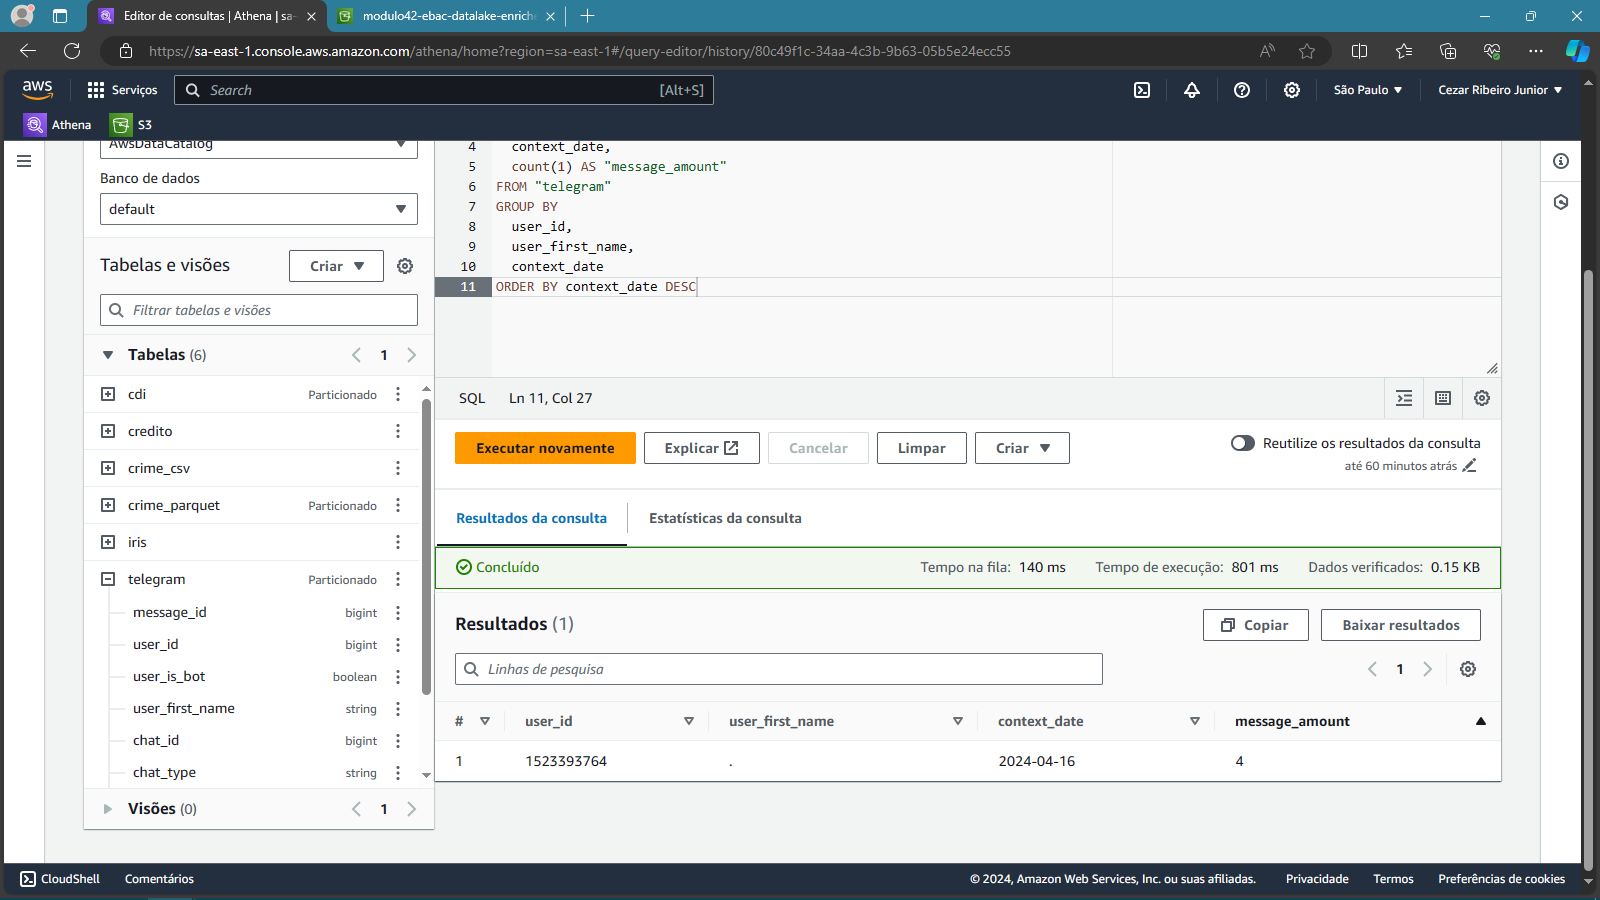 Editor de consultas | Athena | sa-
modulo42-ebac-datalake-enriche
https://sa-east-1.console.aws.amazon.com/athena/home?region=sa-east-1#/query-editor/history/80c49f1c-34aa-4c3b-9b63-05b5e24ecc55
aws
Serviços
Search
[Alt+S]
São Paulo
Cezar Ribeiro Junior
Athena
S3
AwsDataCatalog
Banco de dados
default
Tabelas e visões
Criar
Filtrar tabelas e visões
Tabelas (6)
1
cdi Particionado
credito
crime_csv
crime_parquet Particionado
iris
telegram Particionado
message_id bigint
user_id bigint
user_is_bot boolean
user_first_name string
chat_id bigint
chat_type string
Visões (0)
1
4 context_date,
5 count(1) AS "message_amount"
6 FROM "telegram"
7 GROUP BY
8 user_id,
9 user_first_name,
10 context_date
11 ORDER BY context_date DESC
SQL Ln 11, Col 27
Executar novamente
Explicar
Cancelar
Limpar
Criar
Reutilize os resultados da consulta
até 60 minutos atrás
Resultados da consulta
Estatísticas da consulta
Concluído
Tempo na fila: 140 ms
Tempo de execução: 801 ms
Dados verificados: 0.15 KB
Resultados (1)
Copiar
Baixar resultados
Linhas de pesquisa
1
# user_id user_first_name context_date message_amount
1 1523393764 . 2024-04-16 4
CloudShell
Comentários
© 2024, Amazon Web Services, Inc. ou suas afiliadas.
Privacidade
Termos
Preferências de cookies